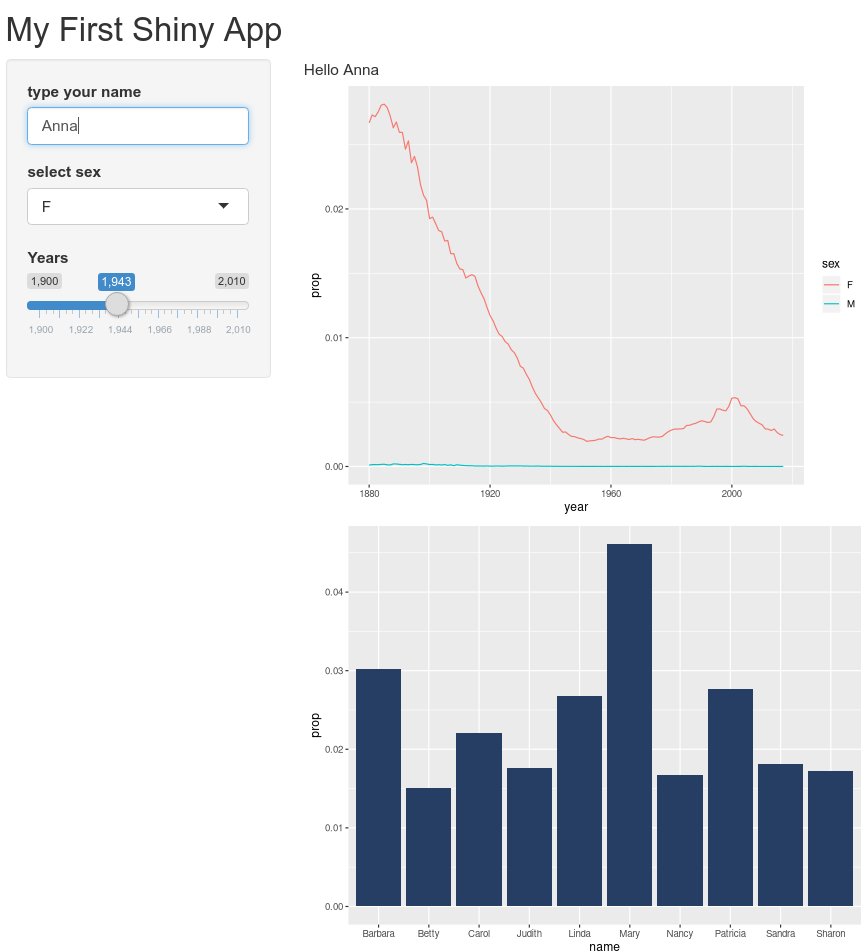 My First Shiny App
type your name
Anna
select sex
F
Years
1,900 1,943 2,010
1,900 1,922 1,944 1,966 1,988 2,010
Hello Anna
0.02
0.01
0.00
prop
1880 1920 1960 2000
year
sex
F
M
0.04
0.03
0.02
0.01
0.00
prop
Barbara Betty Carol Judith Linda Mary Nancy Patricia Sandra Sharon
name